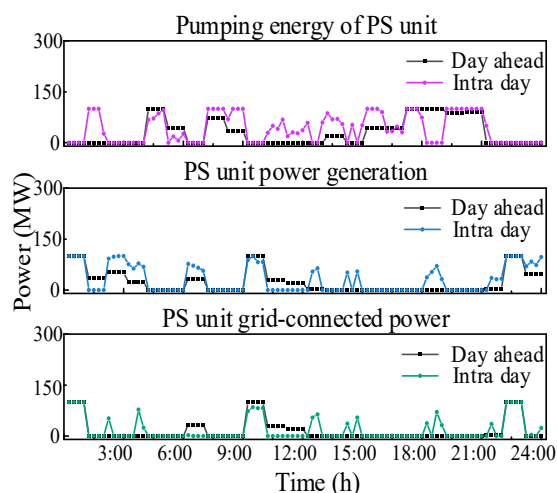 Pumping energy of PS unit
300
Day ahead
Intra day
150
0
PS unit power generation
300
Day ahead
Intra day
150
0
Power (MW)
PS unit grid-connected power
300
Day ahead
Intra day
100
0
3:00 6:00 9:00 12:00 15:00 18:00 21:00 24:00
Time (h)